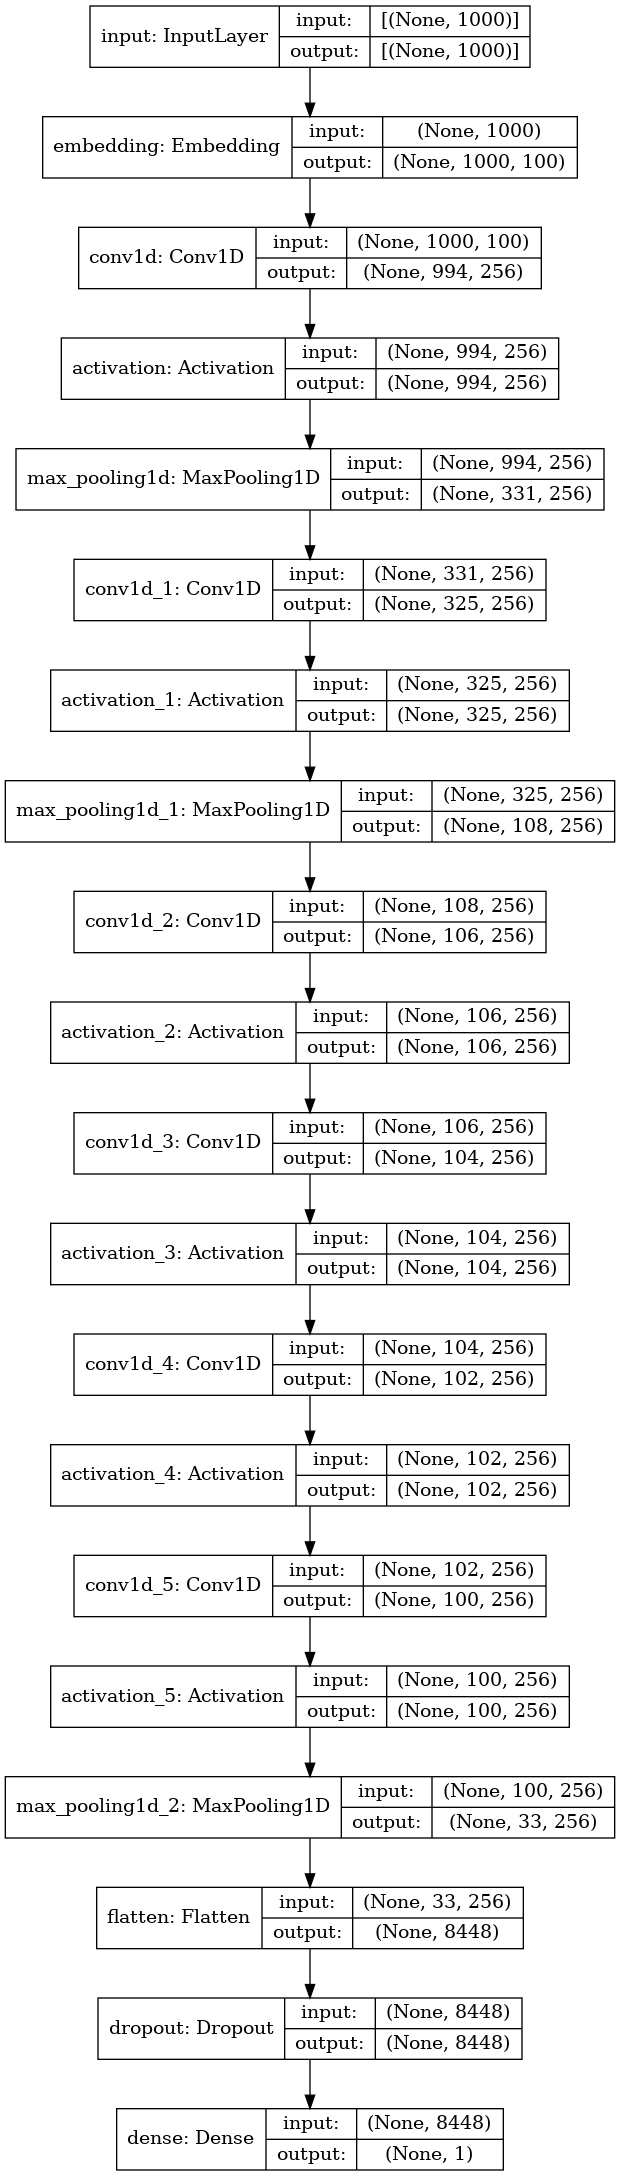 input: InputLayer
input: [(None, 1000)]
output: [(None, 1000)]
embedding: Embedding
input: (None, 1000)
output: (None, 1000, 100)
conv1d: Conv1D
input: (None, 1000, 100)
output: (None, 994, 256)
activation: Activation
input: (None, 994, 256)
output: (None, 994, 256)
max_pooling1d: MaxPooling1D
input: (None, 994, 256)
output: (None, 331, 256)
conv1d_1: Conv1D
input: (None, 331, 256)
output: (None, 325, 256)
activation_1: Activation
input: (None, 325, 256)
output: (None, 325, 256)
max_pooling1d_1: MaxPooling1D
input: (None, 325, 256)
output: (None, 108, 256)
conv1d_2: Conv1D
input: (None, 108, 256)
output: (None, 106, 256)
activation_2: Activation
input: (None, 106, 256)
output: (None, 106, 256)
conv1d_3: Conv1D
input: (None, 106, 256)
output: (None, 104, 256)
activation_3: Activation
input: (None, 104, 256)
output: (None, 104, 256)
conv1d_4: Conv1D
input: (None, 104, 256)
output: (None, 102, 256)
activation_4: Activation
input: (None, 102, 256)
output: (None, 102, 256)
conv1d_5: Conv1D
input: (None, 102, 256)
output: (None, 100, 256)
activation_5: Activation
input: (None, 100, 256)
output: (None, 100, 256)
max_pooling1d_2: MaxPooling1D
input: (None, 100, 256)
output: (None, 33, 256)
flatten: Flatten
input: (None, 33, 256)
output: (None, 8448)
dropout: Dropout
input: (None, 8448)
output: (None, 8448)
dense: Dense
input: (None, 8448)
output: (None, 1)